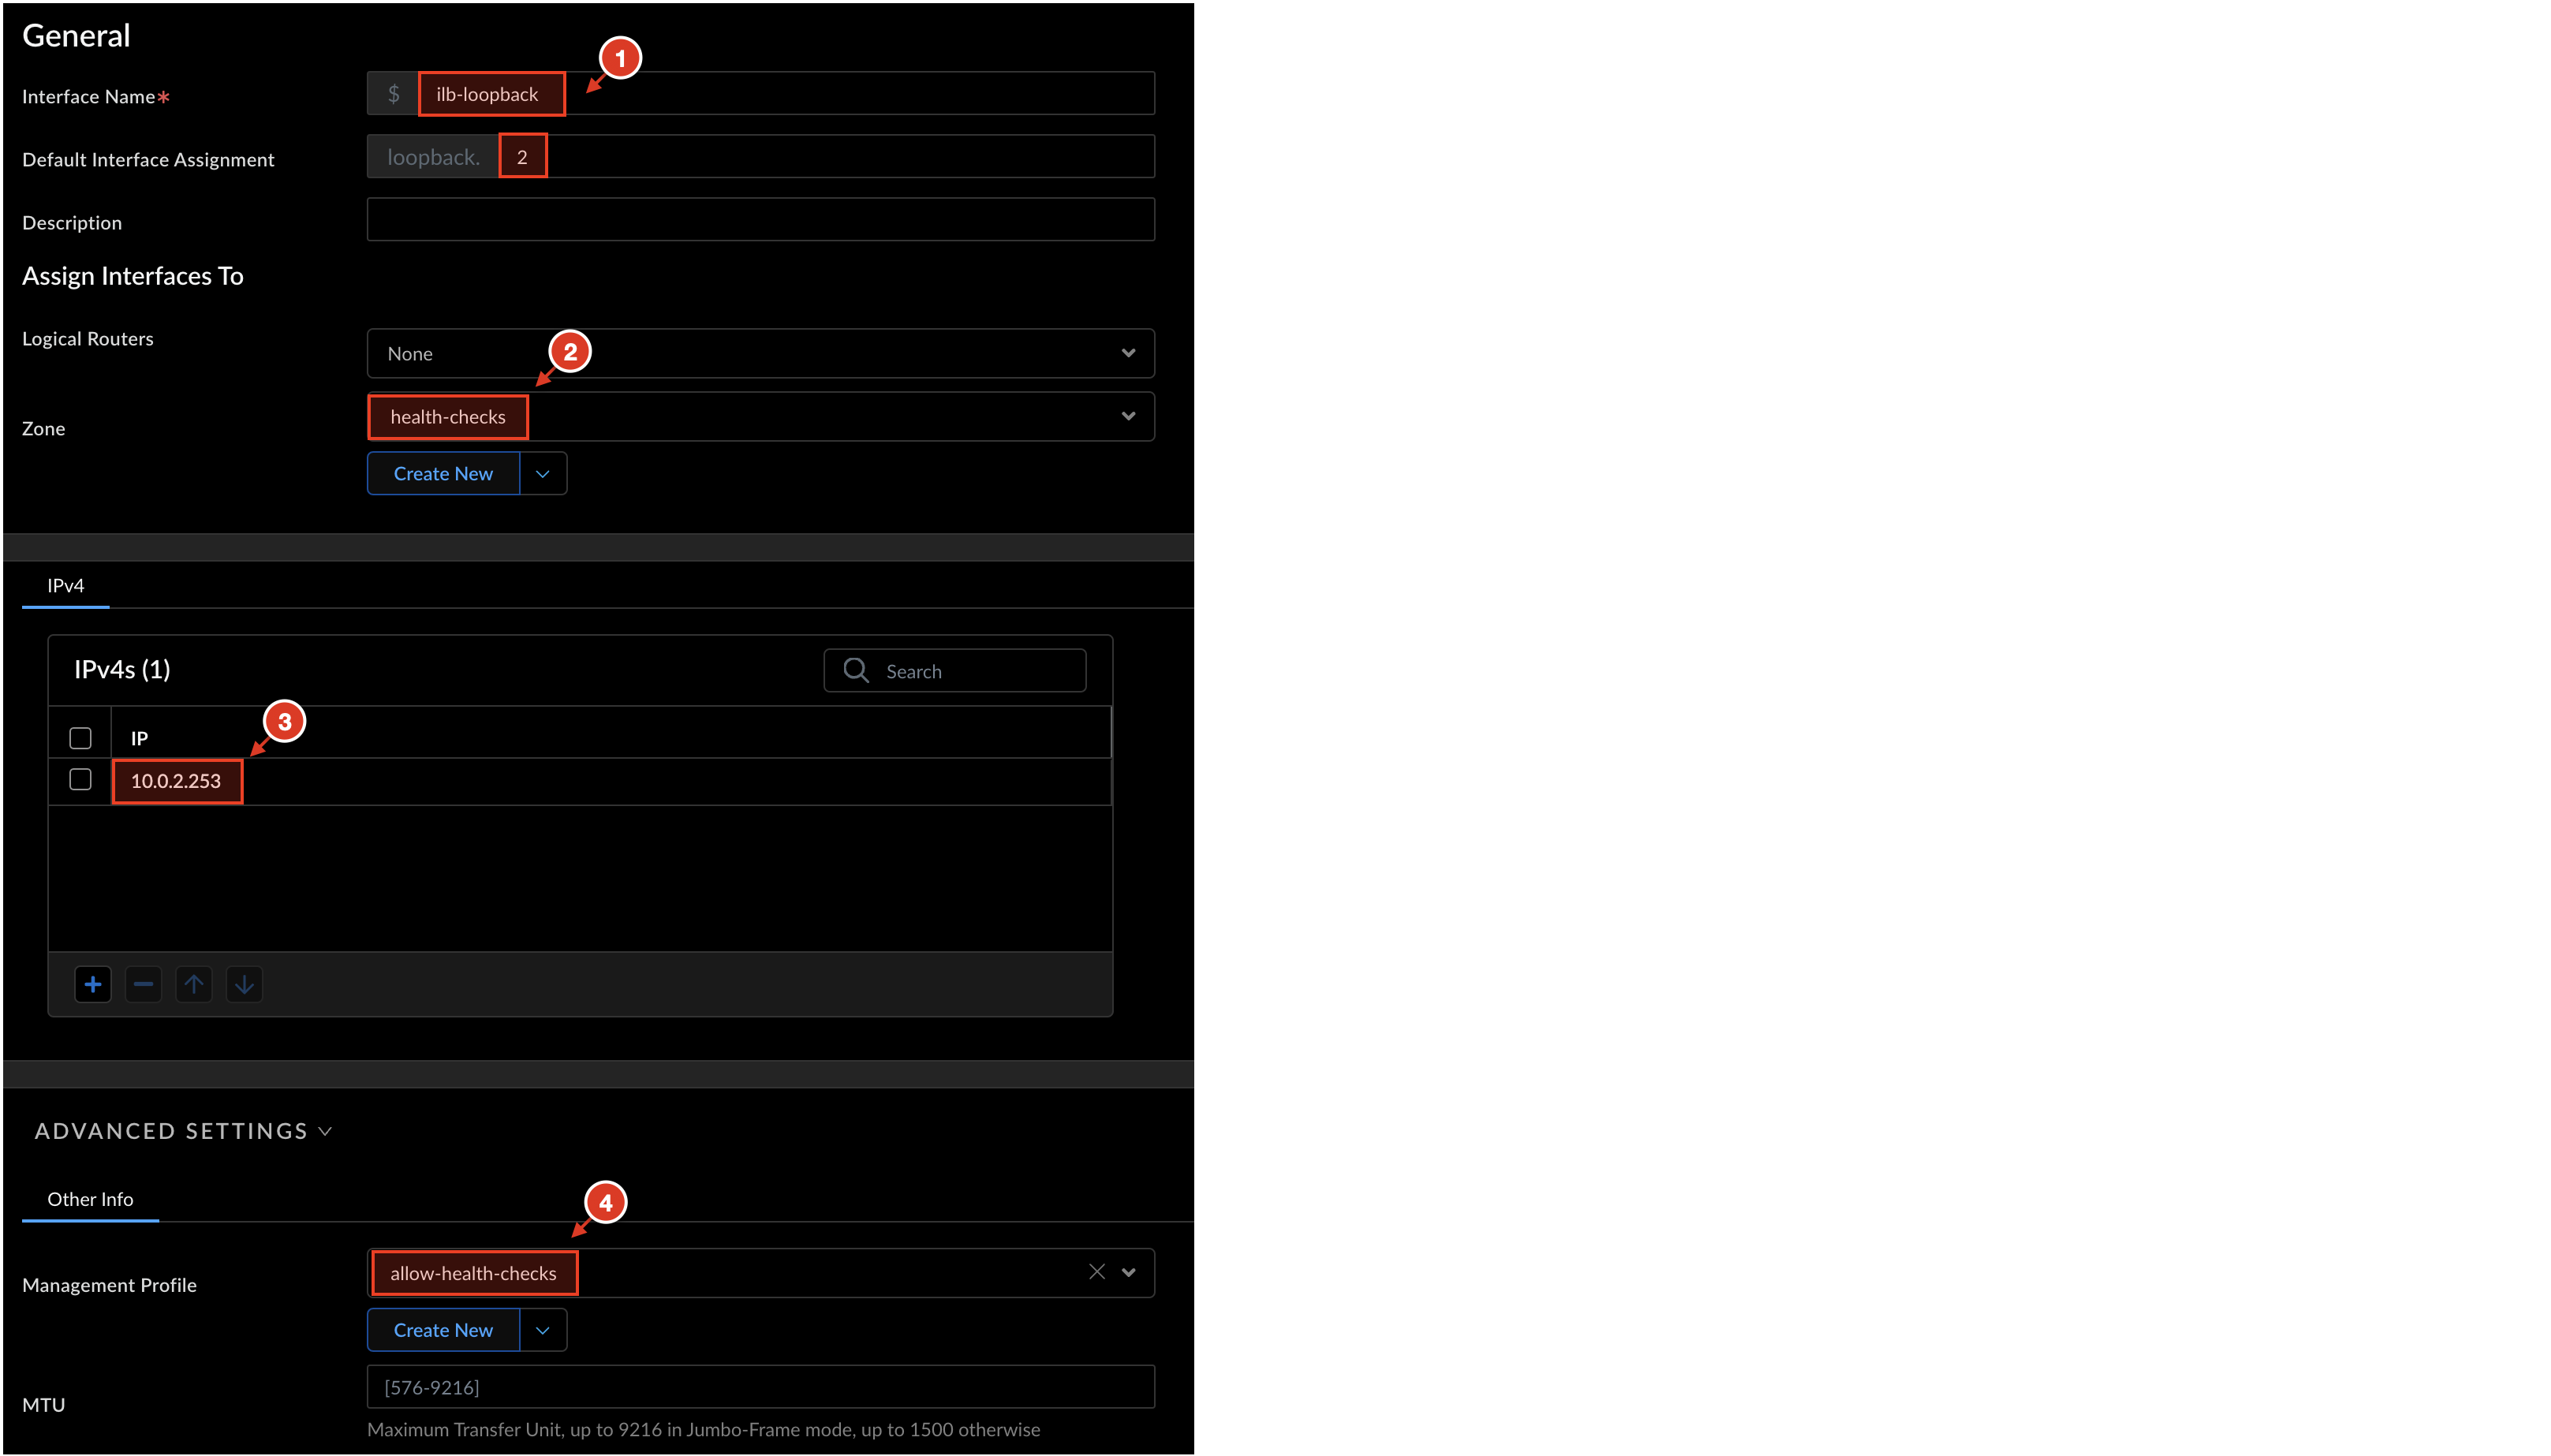 General
1
Interface Name*
$ ilb-loopback
Default Interface Assignment
loopback. 2
Description
Assign Interfaces To
Logical Routers
None
2
Zone
health-checks
Create New
IPv4
IPv4s (1)
Search
3
IP
10.0.2.253
ADVANCED SETTINGS
Other Info
4
Management Profile
allow-health-checks
Create New
MTU
[576-9216]
Maximum Transfer Unit, up to 9216 in Jumbo-Frame mode, up to 1500 otherwise